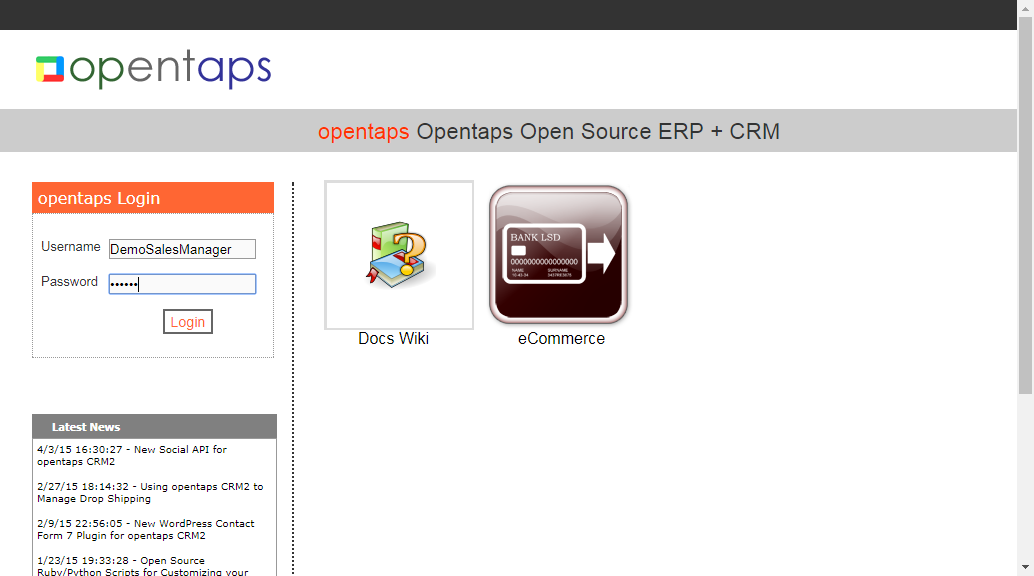 opentaps
opentaps Opentaps Open Source ERP + CRM
opentaps Login
Username DemoSalesManager
Password ••••••
Login
BANK LSD
0000000000000000
NAME SURNAME
Docs Wiki
eCommerce
Latest News
4/3/15 16:30:27 - New Social API for
opentaps CRM2
2/27/15 18:14:32 - Using opentaps CRM2 to
Manage Drop Shipping
2/9/15 22:56:05 - New WordPress Contact
Form 7 Plugin for opentaps CRM2
1/23/15 19:33:28 - Open Source
Ruby/Python Scripts for Customizing your